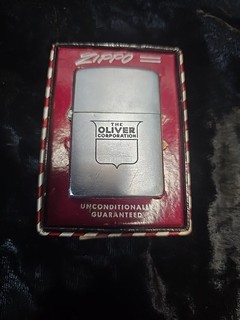 ZIPPO
THE
OLIVER
CORPORATION
UNCONDITIONALLY
GUARANTEED